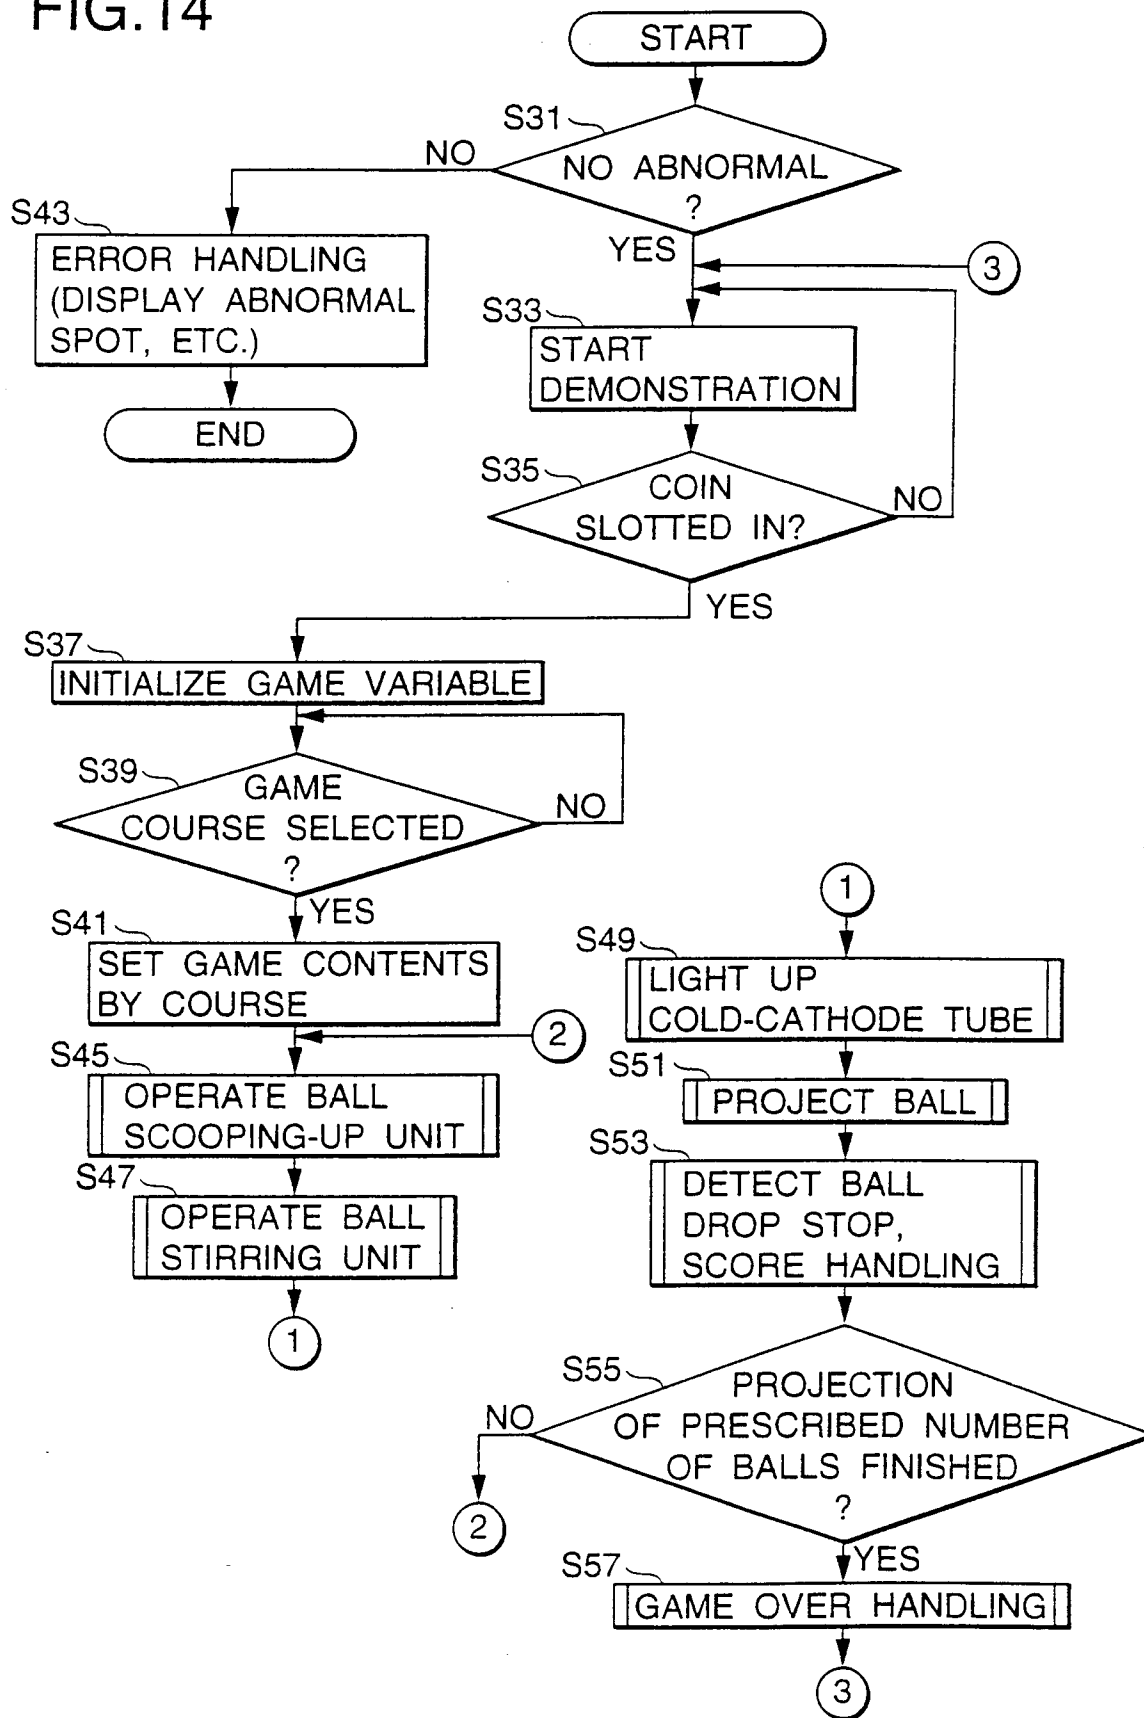 FIG.14
START
S31
NO ABNORMAL
?
NO
YES
3
S43
ERROR HANDLING
(DISPLAY ABNORMAL
SPOT, ETC.)
END
S33
START
DEMONSTRATION
S35
COIN
SLOTTED IN?
NO
YES
S37
INITIALIZE GAME VARIABLE
S39
GAME
COURSE SELECTED
?
NO
YES
S41
SET GAME CONTENTS
BY COURSE
2
S45
OPERATE BALL
SCOOPING-UP UNIT
S47
OPERATE BALL
STIRRING UNIT
1
1
S49
LIGHT UP
COLD-CATHODE TUBE
S51
PROJECT BALL
S53
DETECT BALL
DROP STOP,
SCORE HANDLING
S55
PROJECTION
OF PRESCRIBED NUMBER
OF BALLS FINISHED
?
NO
2
YES
S57
GAME OVER HANDLING
3